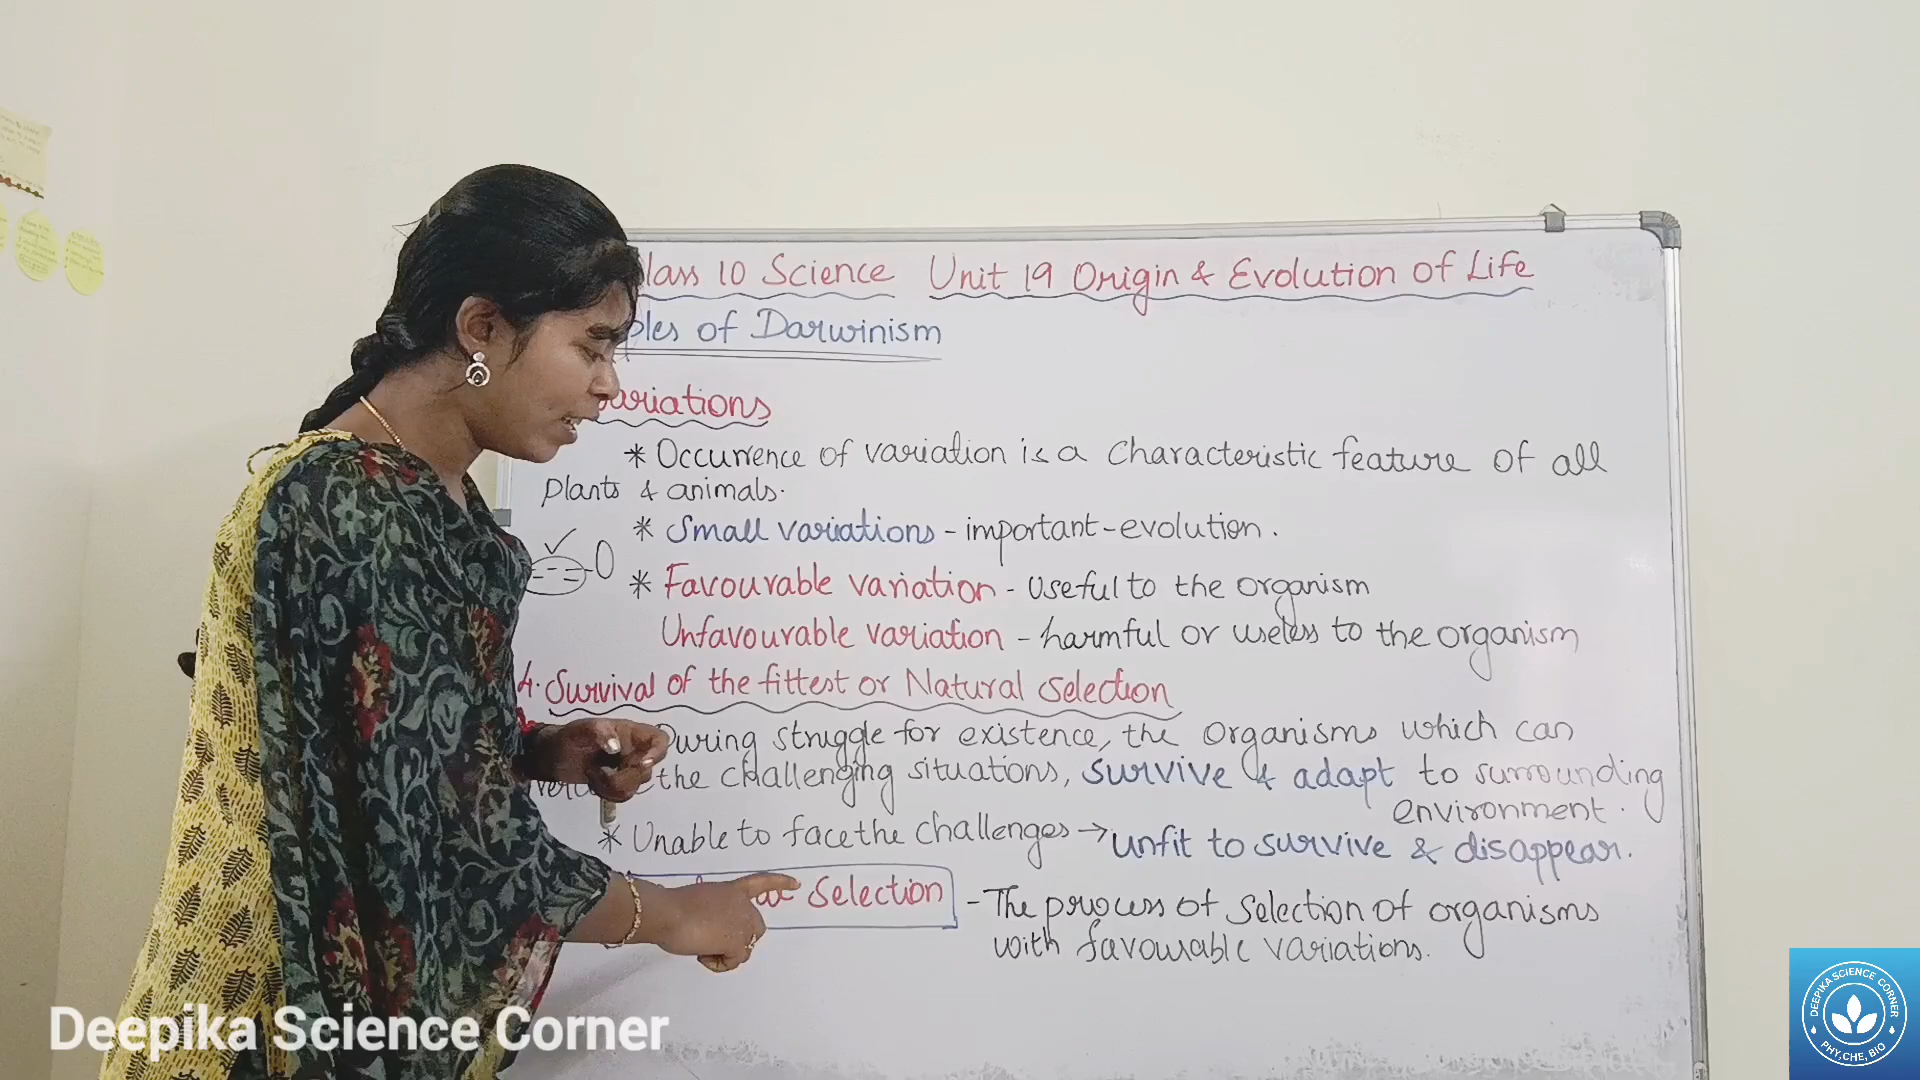 Class 10 Science Unit 19 Origin & Evolution of Life
ples of Darwinism
variations
* Occurrence of variation is a characteristic feature of all
plants & animals.
* Small variations - important-evolution.
* Favourable variation - useful to the organism
Unfavourable variation - harmful or useless to the organism
4. Survival of the fittest or Natural Selection
During struggle for existence, the organisms which can
the challenging situations, survive & adapt to surrounding
environment.
* Unable to face the challenges → unfit to survive & disappear.
Selection - The process of selection of organisms
with favourable variations.
Deepika Science Corner
DEEPIKA SCIENCE CORNER
PHY, CHE, BIO